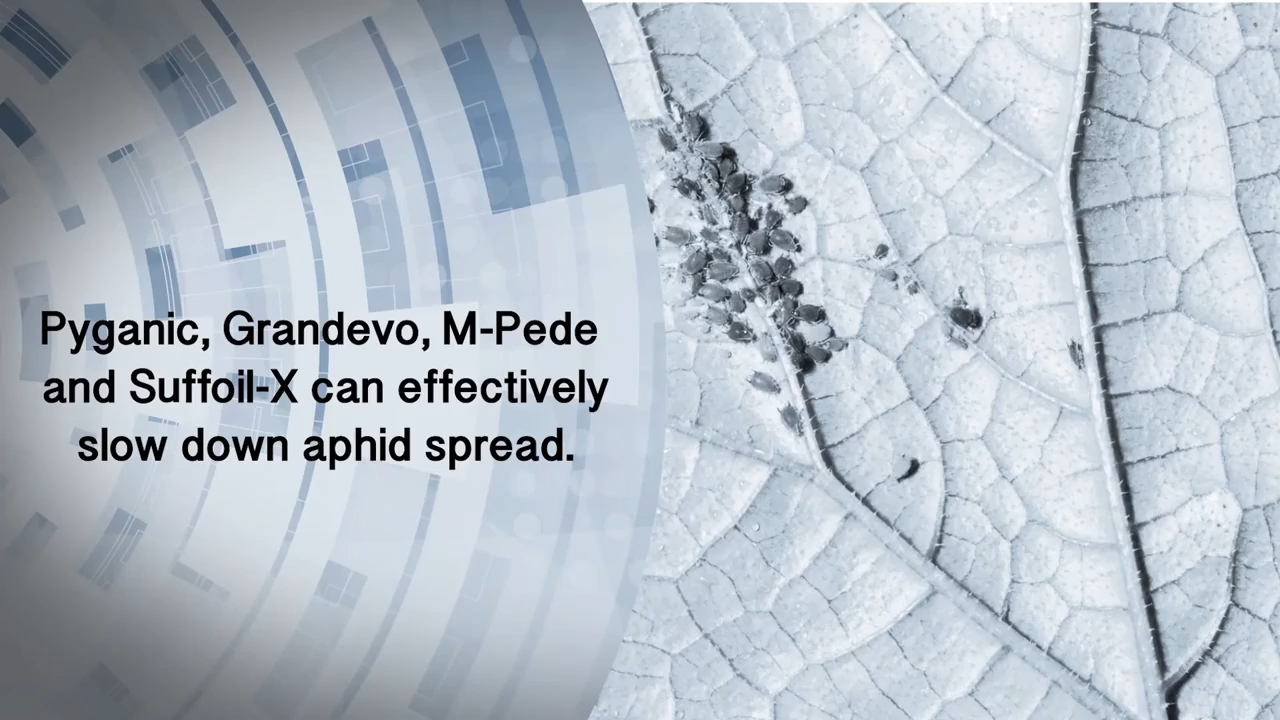 Pyganic, Grandevo, M-Pede
and Suffoil-X can effectively
slow down aphid spread.